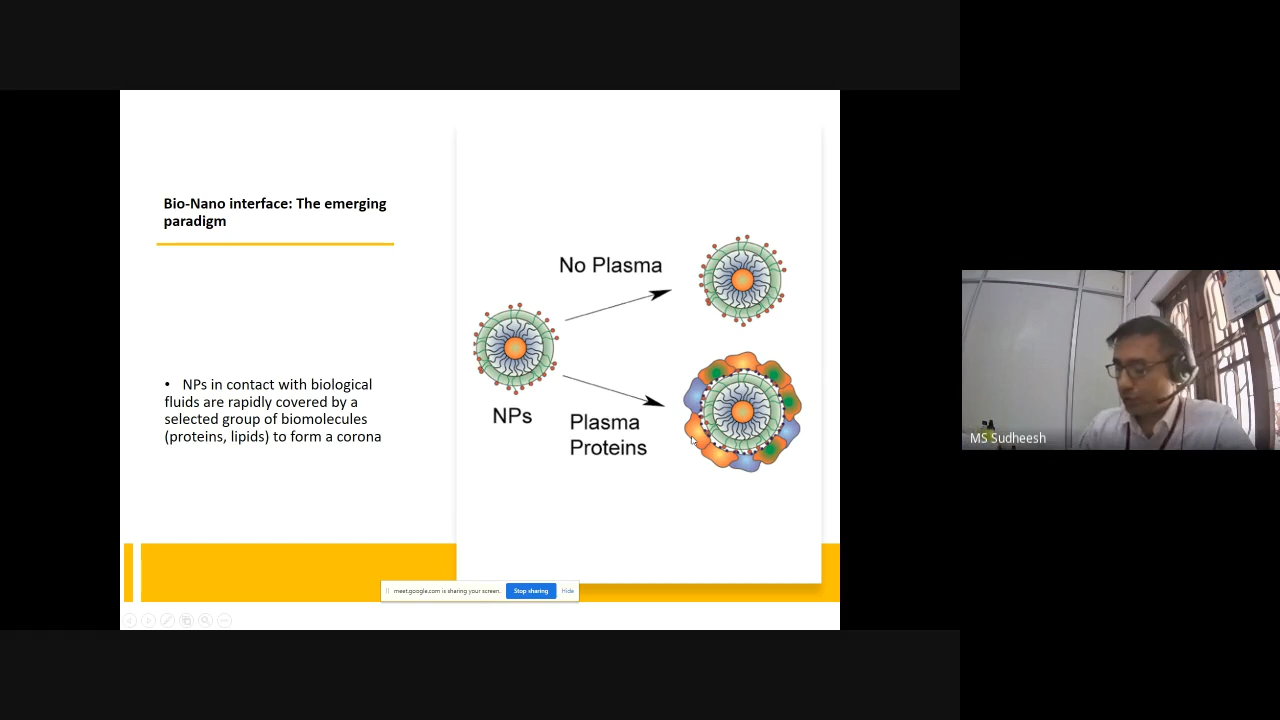 Bio-Nano interface: The emerging
paradigm
• NPs in contact with biological
fluids are rapidly covered by a
selected group of biomolecules
(proteins, lipids) to form a corona
No Plasma
NPs
Plasma
Proteins
meet.google.com is sharing your screen.
Stop sharing
Hide
MS Sudheesh